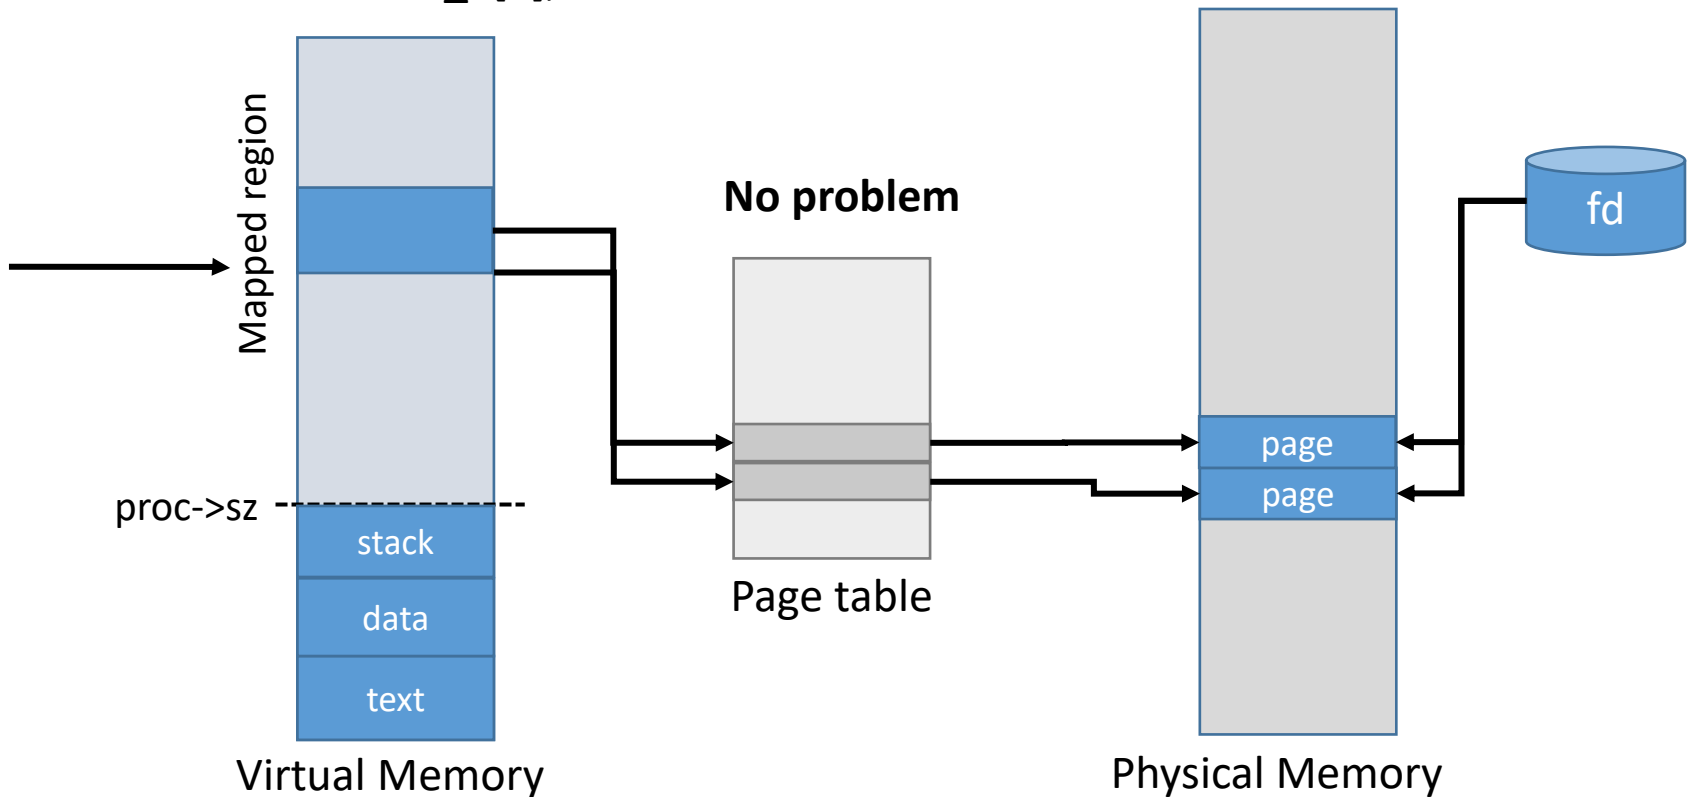 Mapped region
No problem
fd
page
page
proc->sz
stack
data
text
Page table
Virtual Memory
Physical Memory